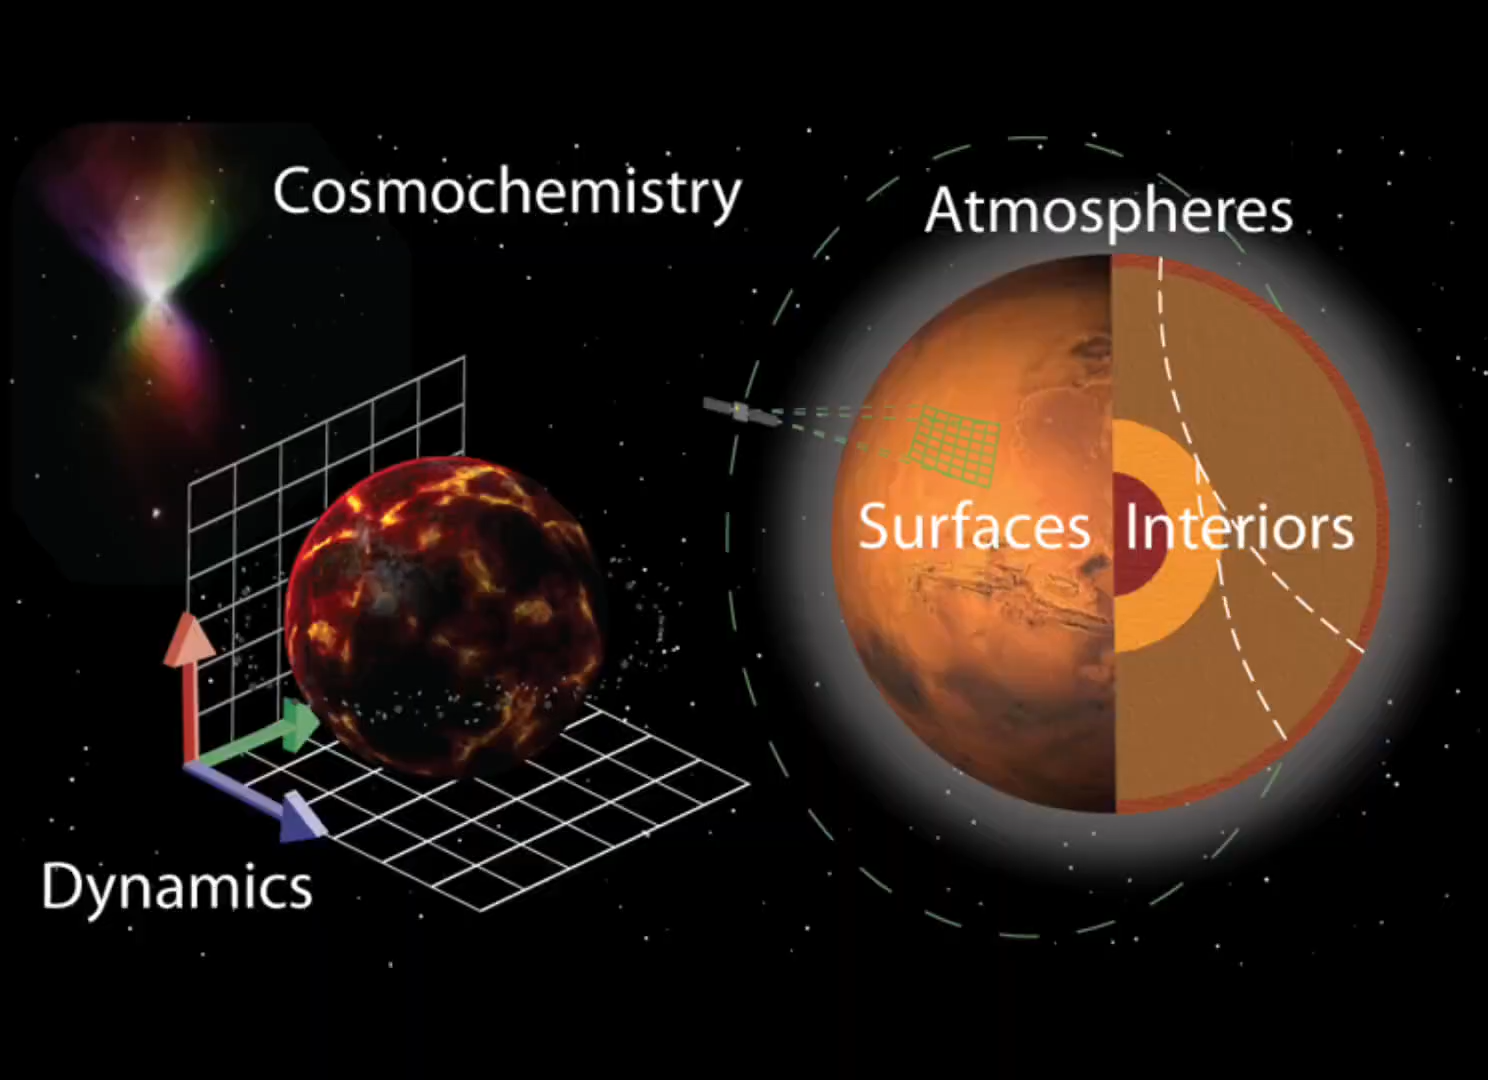 Cosmochemistry
Atmospheres
Surfaces
Interiors
Dynamics